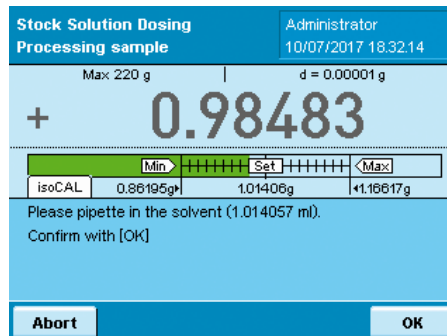 Stock Solution Dosing
Administrator
Processing sample
10/07/2017 18.32.14
Max 220 g
d = 0.00001 g
+ 0.98483
Min
Set
Max
isoCAL
0.86195g
1.01406g
1.16617g
Please pipette in the solvent (1.014057 ml).
Confirm with [OK]
Abort
OK